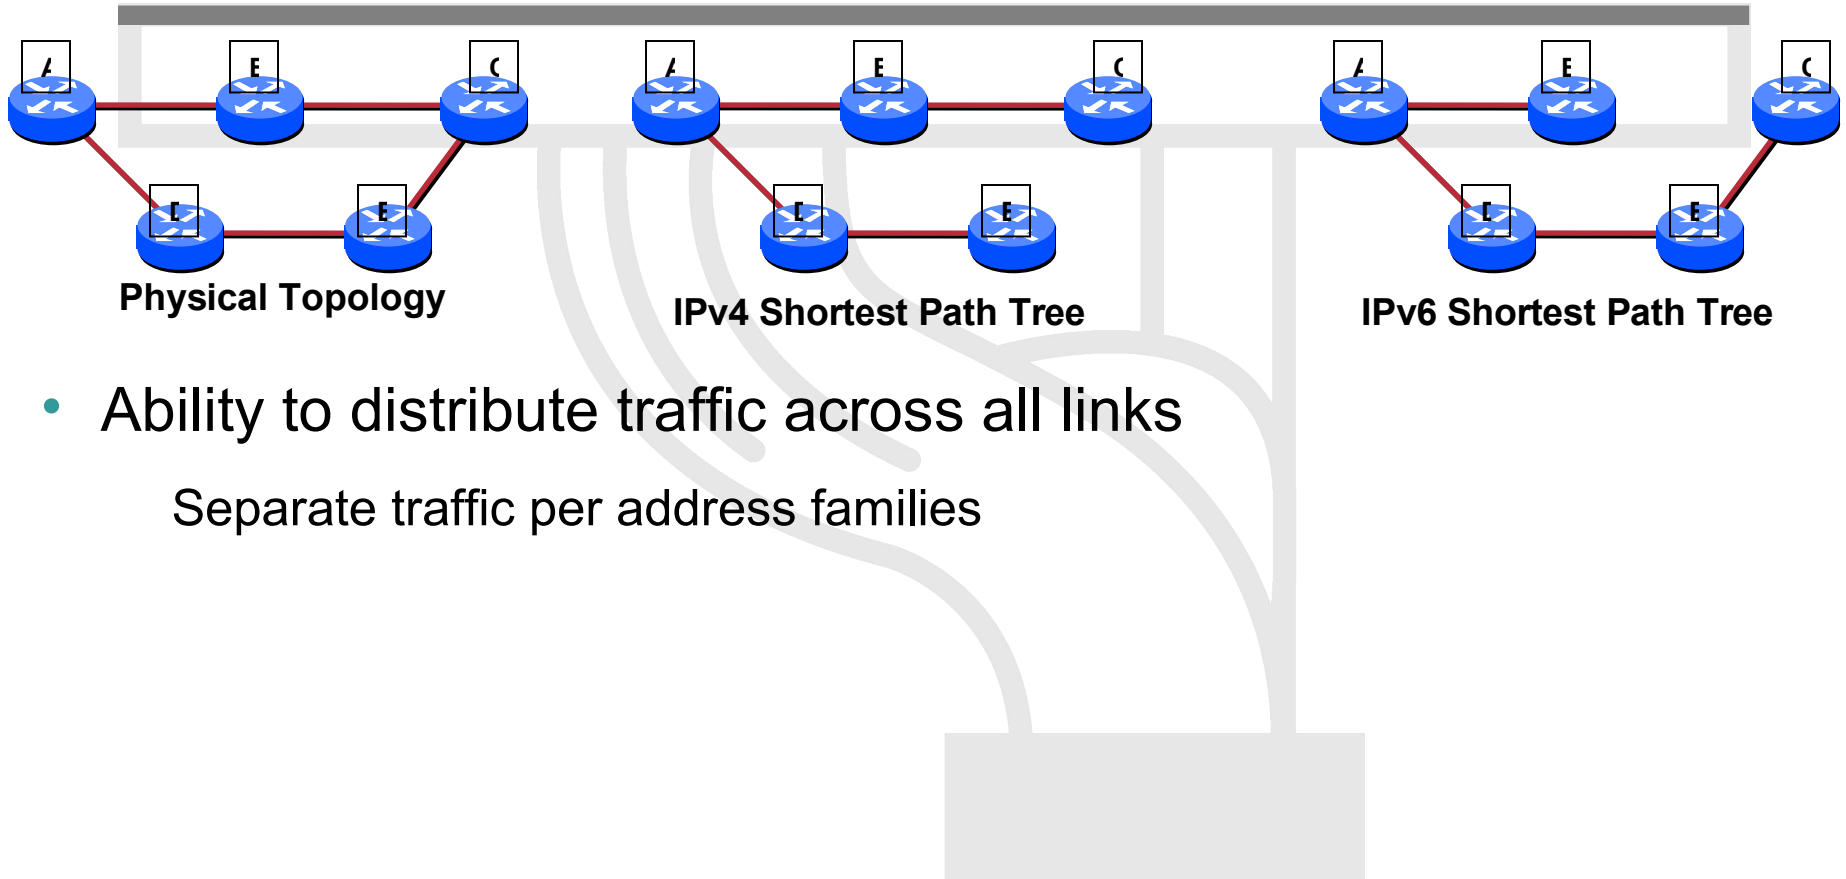 Physical Topology
IPv4 Shortest Path Tree
IPv6 Shortest Path Tree
• Ability to distribute traffic across all links
Separate traffic per address families